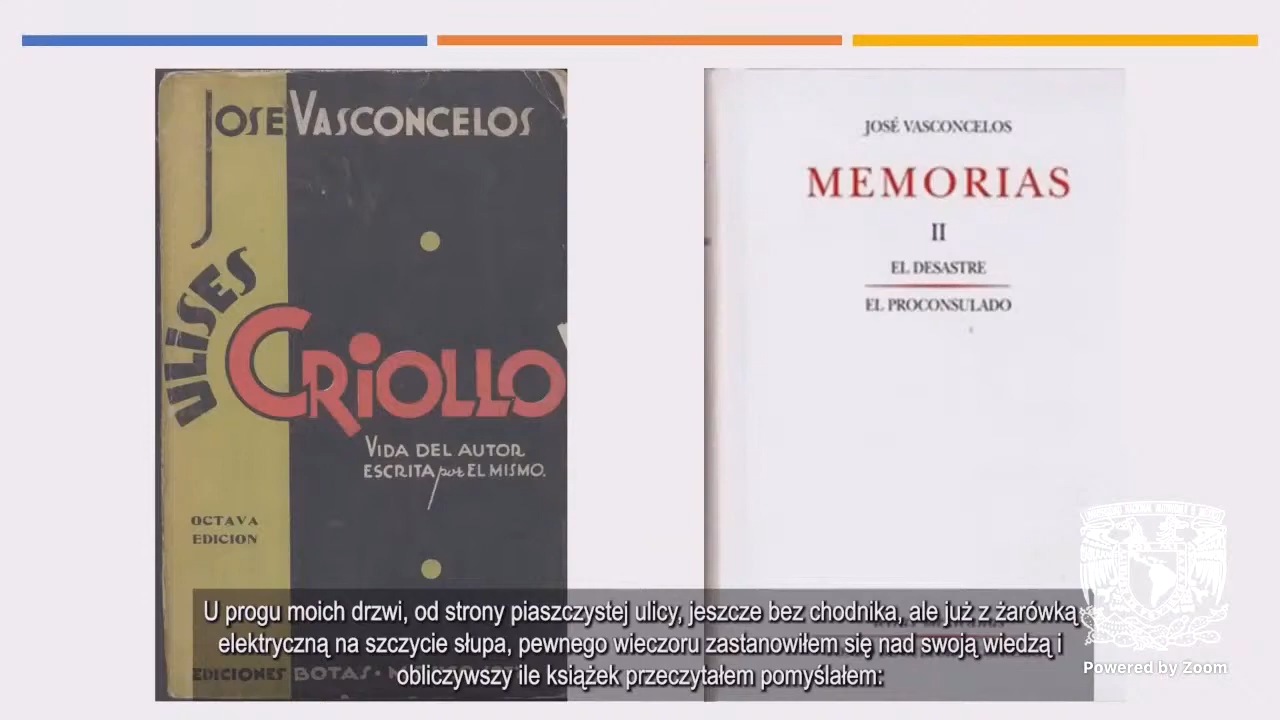 JOSE VASCONCELOS
ULISES
CRIOLLO
VIDA DEL AUTOR
ESCRITA por EL MISMO.
OCTAVA
EDICION
EDICIONES BOTAS
JOSÉ VASCONCELOS
MEMORIAS
II
EL DESASTRE
EL PROCONSULADO
U progu moich drzwi, od strony piaszczystej ulicy, jeszcze bez chodnika, ale już z żarówką
elektryczną na szczycie słupa, pewnego wieczoru zastanowiłem się nad swoją wiedzą i
obliczywszy ile książek przeczytałem pomyślałem:
Powered by Zoom